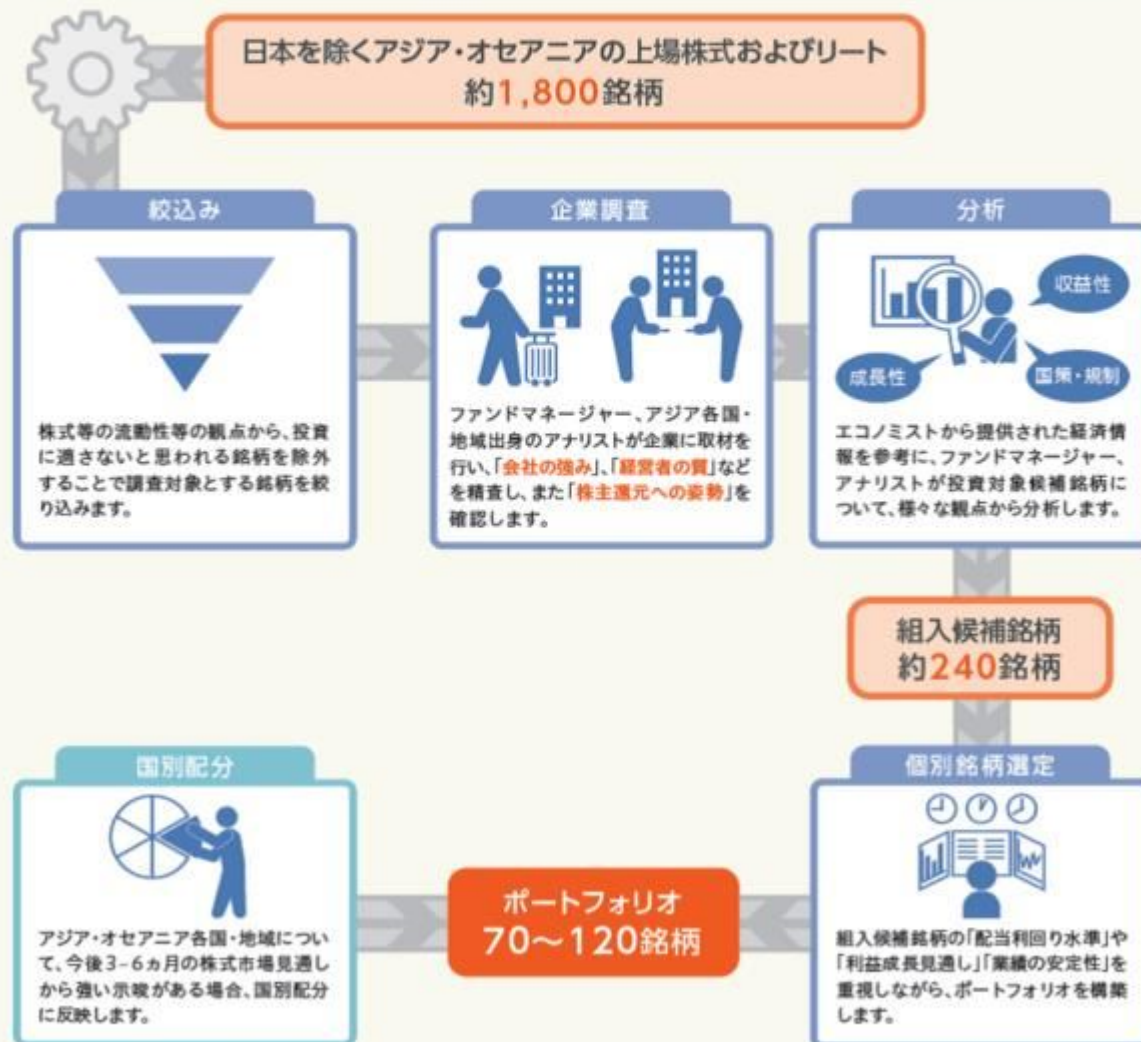 日本を除くアジア・オセアニアの上場株式およびリート
約1,800銘柄
絞込み
株式等の流動性等の観点から、投資
に適さないと思われる銘柄を除外
することで調査対象とする銘柄を絞
り込みます。
企業調査
ファンドマネージャー、アジア各国・
地域出身のアナリストが企業に取材を
行い、「会社の強み」、「経営者の質」など
を精査し、また「株主還元への姿勢」を
確認します。
分析
収益性
成長性
国策・規制
エコノミストから提供された経済情
報を参考に、ファンドマネージャー、
アナリストが投資対象候補銘柄に
ついて、様々な観点から分析します。
組入候補銘柄
約240銘柄
国別配分
アジア・オセアニア各国・地域につい
て、今後3-6ヵ月の株式市場見通し
から強い示唆がある場合、国別配分
に反映します。
ポートフォリオ
70～120銘柄
個別銘柄選定
組入候補銘柄の「配当利回り水準」や
「利益成長見通し」「業績の安定性」を
重視しながら、ポートフォリオを構築
します。